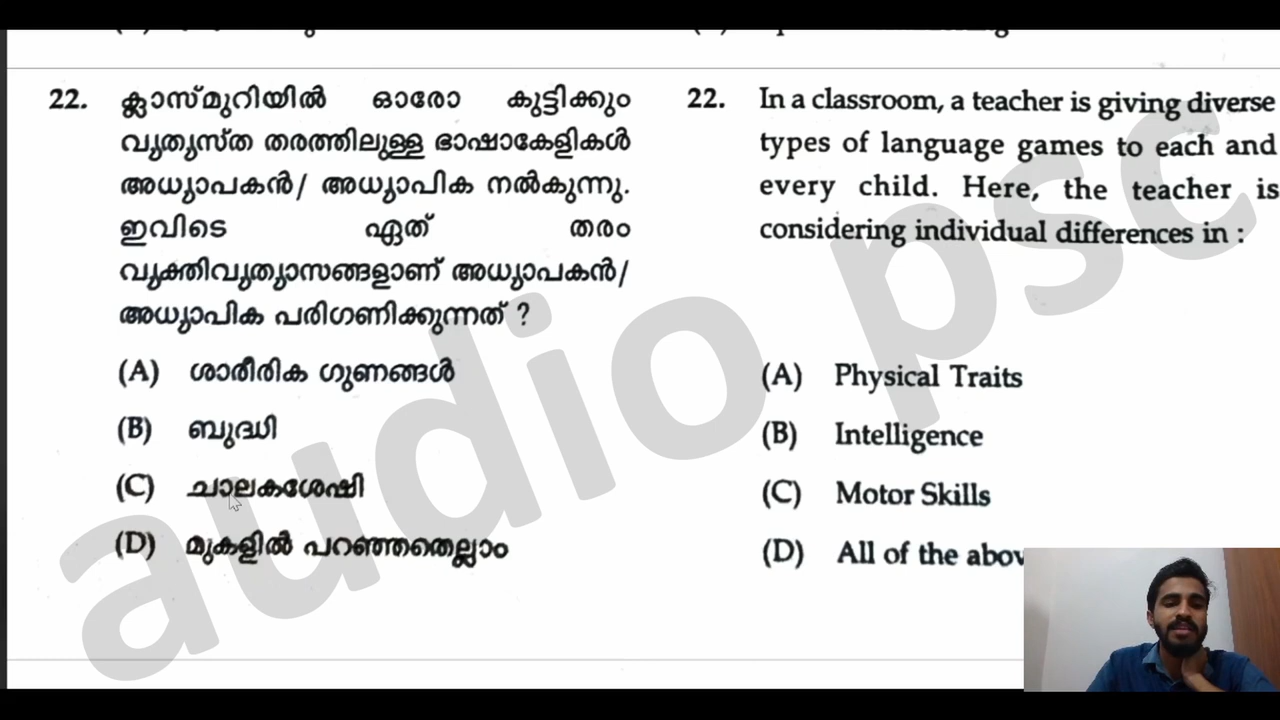 22. ക്ലാസ്മുറിയിൽ ഓരോ കുട്ടിക്കും
വ്യത്യസ്ത തരത്തിലുള്ള ഭാഷാകേളികൾ
അധ്യാപകൻ/ അധ്യാപിക നൽകുന്നു.
ഇവിടെ ഏത് തരം
വ്യക്തിവ്യത്യാസങ്ങളാണ് അധ്യാപകൻ/
അധ്യാപിക പരിഗണിക്കുന്നത് ?
(A) ശാരീരിക ഗുണങ്ങൾ
(B) ബുദ്ധി
(C) ചാലകശേഷി
(D) മുകളിൽ പറഞ്ഞതെല്ലാം
22. In a classroom, a teacher is giving diverse
types of language games to each and
every child. Here, the teacher is
considering individual differences in :
(A) Physical Traits
(B) Intelligence
(C) Motor Skills
(D) All of the abov
audio psc